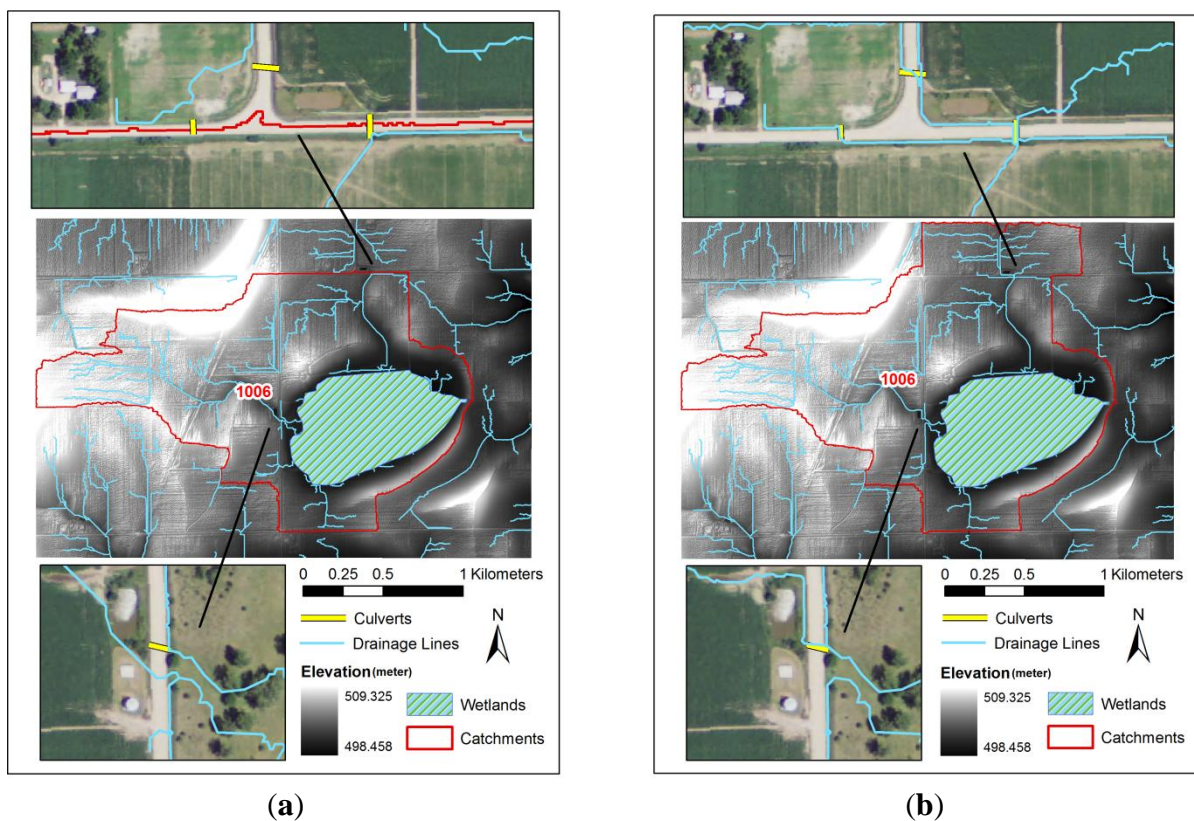 1006
0 0.25 0.5 1 Kilometers
Culverts
Drainage Lines
N
Elevation (meter)
509.325
498.458
Wetlands
Catchments
(a)
1006
0 0.25 0.5 1 Kilometers
Culverts
Drainage Lines
N
Elevation (meter)
509.325
498.458
Wetlands
Catchments
(b)